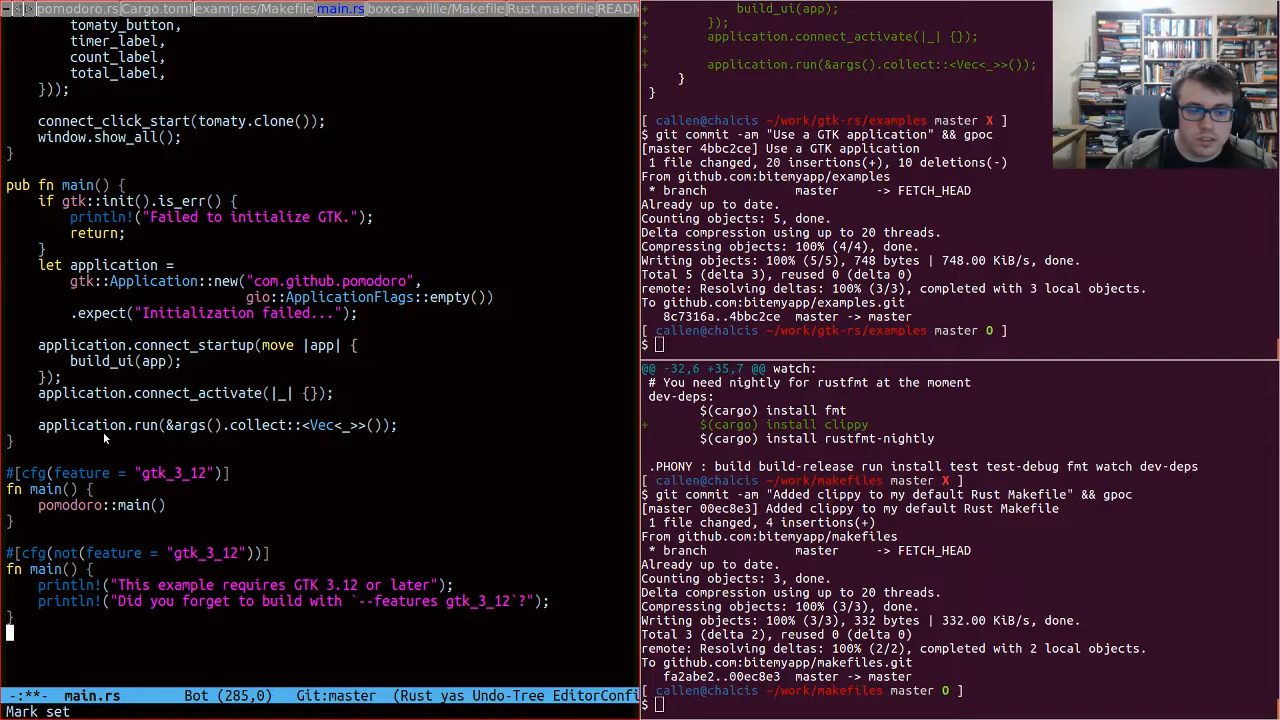 pomodoro.rs Cargo.toml examples/Makefile main.rs boxcar-willie/Makefile Rust.makefile README
tomaty_button,
timer_label,
count_label,
total_label,
}));
connect_click_start(tomaty.clone());
window.show_all();
}
pub fn main() {
if gtk::init().is_err() {
println!("Failed to initialize GTK.");
return;
}
let application =
gtk::Application::new("com.github.pomodoro",
gio::ApplicationFlags::empty())
.expect("Initialization failed...");
application.connect_startup(move |app| {
build_ui(app);
});
application.connect_activate(|_| {});
application.run(&args().collect::<Vec<_>>());
}
#[cfg(feature = "gtk_3_12")]
fn main() {
pomodoro::main()
}
#[cfg(not(feature = "gtk_3_12"))]
fn main() {
println!("This example requires GTK 3.12 or later");
println!("Did you forget to build with `--features gtk_3_12`?");
}
-:**- main.rs Bot (285,0) Git:master (Rust yas Undo-Tree EditorConfi
Mark set
+ build_ui(app);
+ });
+ application.connect_activate(|_| {});
+
+ application.run(&args().collect::<Vec<_>>());
}
}
[ callen@chalcis ~/work/gtk-rs/examples master X ]
$ git commit -am "Use a GTK application" && gpoc
[master 4bbc2ce] Use a GTK application
1 file changed, 20 insertions(+), 10 deletions(-)
From github.com:bitemyapp/examples
* branch master -> FETCH_HEAD
Already up to date.
Counting objects: 5, done.
Delta compression using up to 20 threads.
Compressing objects: 100% (4/4), done.
Writing objects: 100% (5/5), 748 bytes | 748.00 KiB/s, done.
Total 5 (delta 3), reused 0 (delta 0)
remote: Resolving deltas: 100% (3/3), completed with 3 local objects.
To github.com:bitemyapp/examples.git
8c7316a..4bbc2ce master -> master
[ callen@chalcis ~/work/gtk-rs/examples master O ]
$
@@ -32,6 +35,7 @@ watch:
# You need nightly for rustfmt at the moment
dev-deps:
$(cargo) install fmt
+ $(cargo) install clippy
$(cargo) install rustfmt-nightly
.PHONY : build build-release run install test test-debug fmt watch dev-deps
[ callen@chalcis ~/work/makefiles master X ]
$ git commit -am "Added clippy to my default Rust Makefile" && gpoc
[master 00ec8e3] Added clippy to my default Rust Makefile
1 file changed, 4 insertions(+)
From github.com:bitemyapp/makefiles
* branch master -> FETCH_HEAD
Already up to date.
Counting objects: 3, done.
Delta compression using up to 20 threads.
Compressing objects: 100% (3/3), done.
Writing objects: 100% (3/3), 332 bytes | 332.00 KiB/s, done.
Total 3 (delta 2), reused 0 (delta 0)
remote: Resolving deltas: 100% (2/2), completed with 2 local objects.
To github.com:bitemyapp/makefiles.git
fa2abe2..00ec8e3 master -> master
[ callen@chalcis ~/work/makefiles master O ]
$